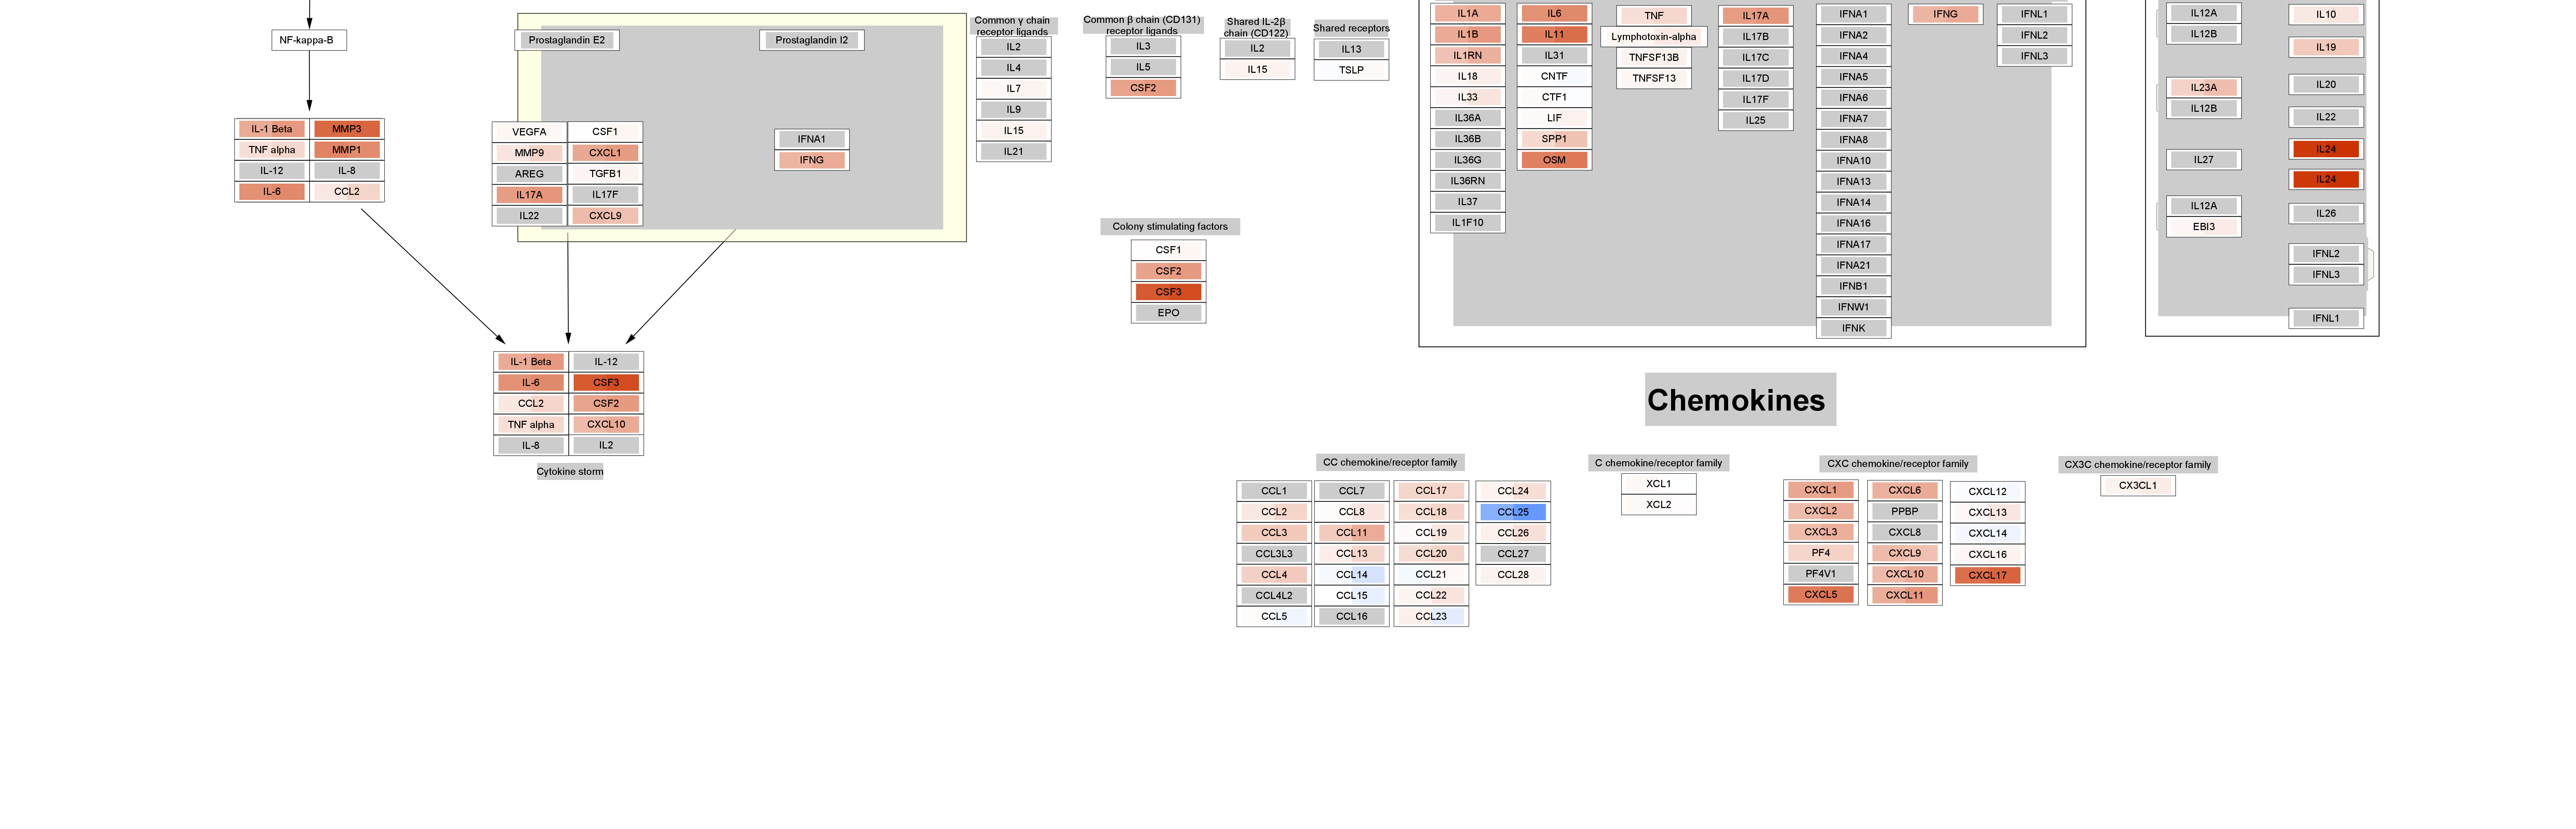 NF-kappa-B
IL-1 Beta MMP3
TNF alpha MMP1
IL-12 IL-8
IL-6 CCL2
Prostaglandin E2 Prostaglandin I2
VEGFA CSF1
MMP9 CXCL1
AREG TGFB1
IL17A IL17F
IL22 CXCL9
IFNA1
IFNG
IL-1 Beta IL-12
IL-6 CSF3
CCL2 CSF2
TNF alpha CXCL10
IL-8 IL2
Cytokine storm
Common γ chain
receptor ligands
IL2
IL4
IL7
IL9
IL15
IL21
Common β chain (CD131)
receptor ligands
IL3
IL5
CSF2
Shared IL-2β
chain (CD122)
IL2
IL15
Shared receptors
IL13
TSLP
Colony stimulating factors
CSF1
CSF2
CSF3
EPO
IL1A
IL1B
IL1RN
IL18
IL33
IL36A
IL36B
IL36G
IL36RN
IL37
IL1F10
IL6
IL11
IL31
CNTF
CTF1
LIF
SPP1
OSM
TNF
Lymphotoxin-alpha
TNFSF13B
TNFSF13
IL17A
IL17B
IL17C
IL17D
IL17F
IL25
IFNA1
IFNA2
IFNA4
IFNA5
IFNA6
IFNA7
IFNA8
IFNA10
IFNA13
IFNA14
IFNA16
IFNA17
IFNA21
IFNB1
IFNW1
IFNK
IFNG
IFNL1
IFNL2
IFNL3
IL12A
IL12B
IL23A
IL12B
IL27
IL12A
EBI3
IL10
IL19
IL20
IL22
IL24
IL24
IL26
IFNL2
IFNL3
IFNL1
Chemokines
CC chemokine/receptor family
CCL1 CCL7 CCL17 CCL24
CCL2 CCL8 CCL18 CCL25
CCL3 CCL11 CCL19 CCL26
CCL3L3 CCL13 CCL20 CCL27
CCL4 CCL14 CCL21 CCL28
CCL4L2 CCL15 CCL22
CCL5 CCL16 CCL23
C chemokine/receptor family
XCL1
XCL2
CXC chemokine/receptor family
CXCL1 CXCL6 CXCL12
CXCL2 PPBP CXCL13
CXCL3 CXCL8 CXCL14
PF4 CXCL9 CXCL16
PF4V1 CXCL10 CXCL17
CXCL5 CXCL11
CX3C chemokine/receptor family
CX3CL1